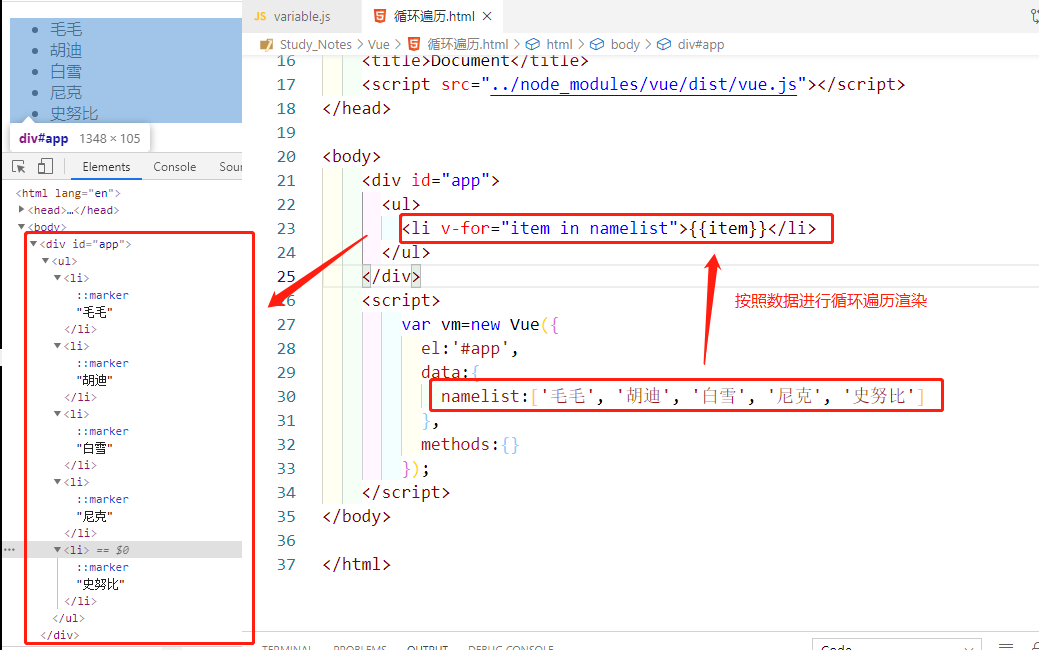 毛毛
胡迪
白雪
尼克
史努比
div#app 1348 × 105
Elements Console Sour
<html lang="en">
<head>…</head>
<body>
<div id="app">
<ul>
<li>
::marker
"毛毛"
</li>
<li>
::marker
"胡迪"
</li>
<li>
::marker
"白雪"
</li>
<li>
::marker
"尼克"
</li>
<li> == $0
::marker
"史努比"
</li>
</ul>
</div>
JS variable.js 循环遍历.html ×
Study_Notes > Vue > 循环遍历.html > html > body > div#app
16 <title>Document</title>
17 <script src="../node_modules/vue/dist/vue.js"></script>
18 </head>
19
20 <body>
21 <div id="app">
22 <ul>
23 <li v-for="item in namelist">{{item}}</li>
24 </ul>
25 </div>
26 <script>
27 var vm=new Vue({
28 el:'#app',
29 data:{
30 namelist:['毛毛', '胡迪', '白雪', '尼克', '史努比']
31 },
32 methods:{}
33 });
34 </script>
35 </body>
36
37 </html>
按照数据进行循环遍历渲染
TERMINAL PROBLEMS OUTPUT DEBUG CONSOLE Code